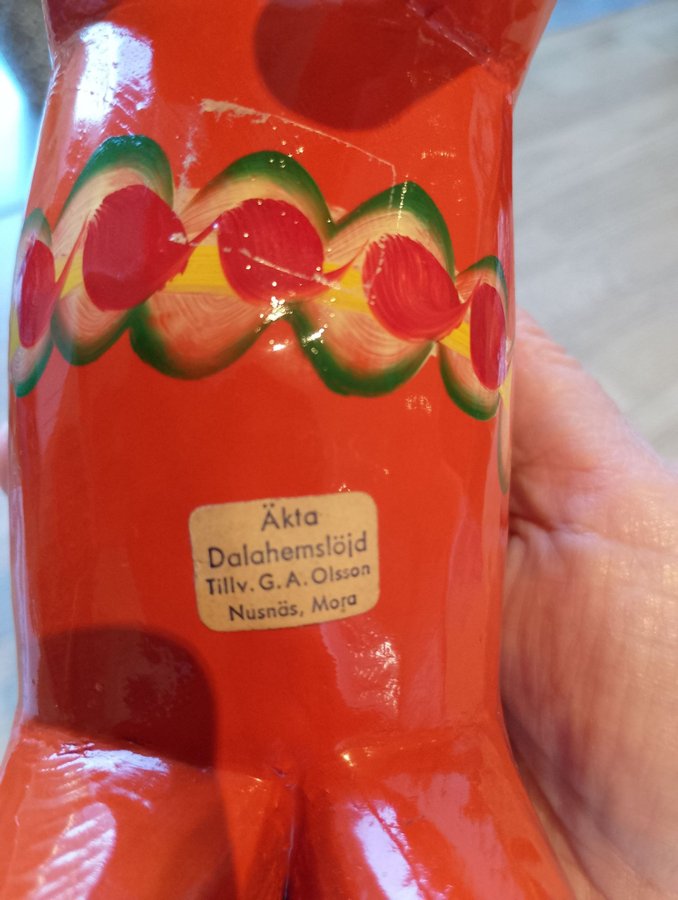 Äkta
Dalahemslöjd
Tillv. G. A. Olsson
Nusnäs, Mora